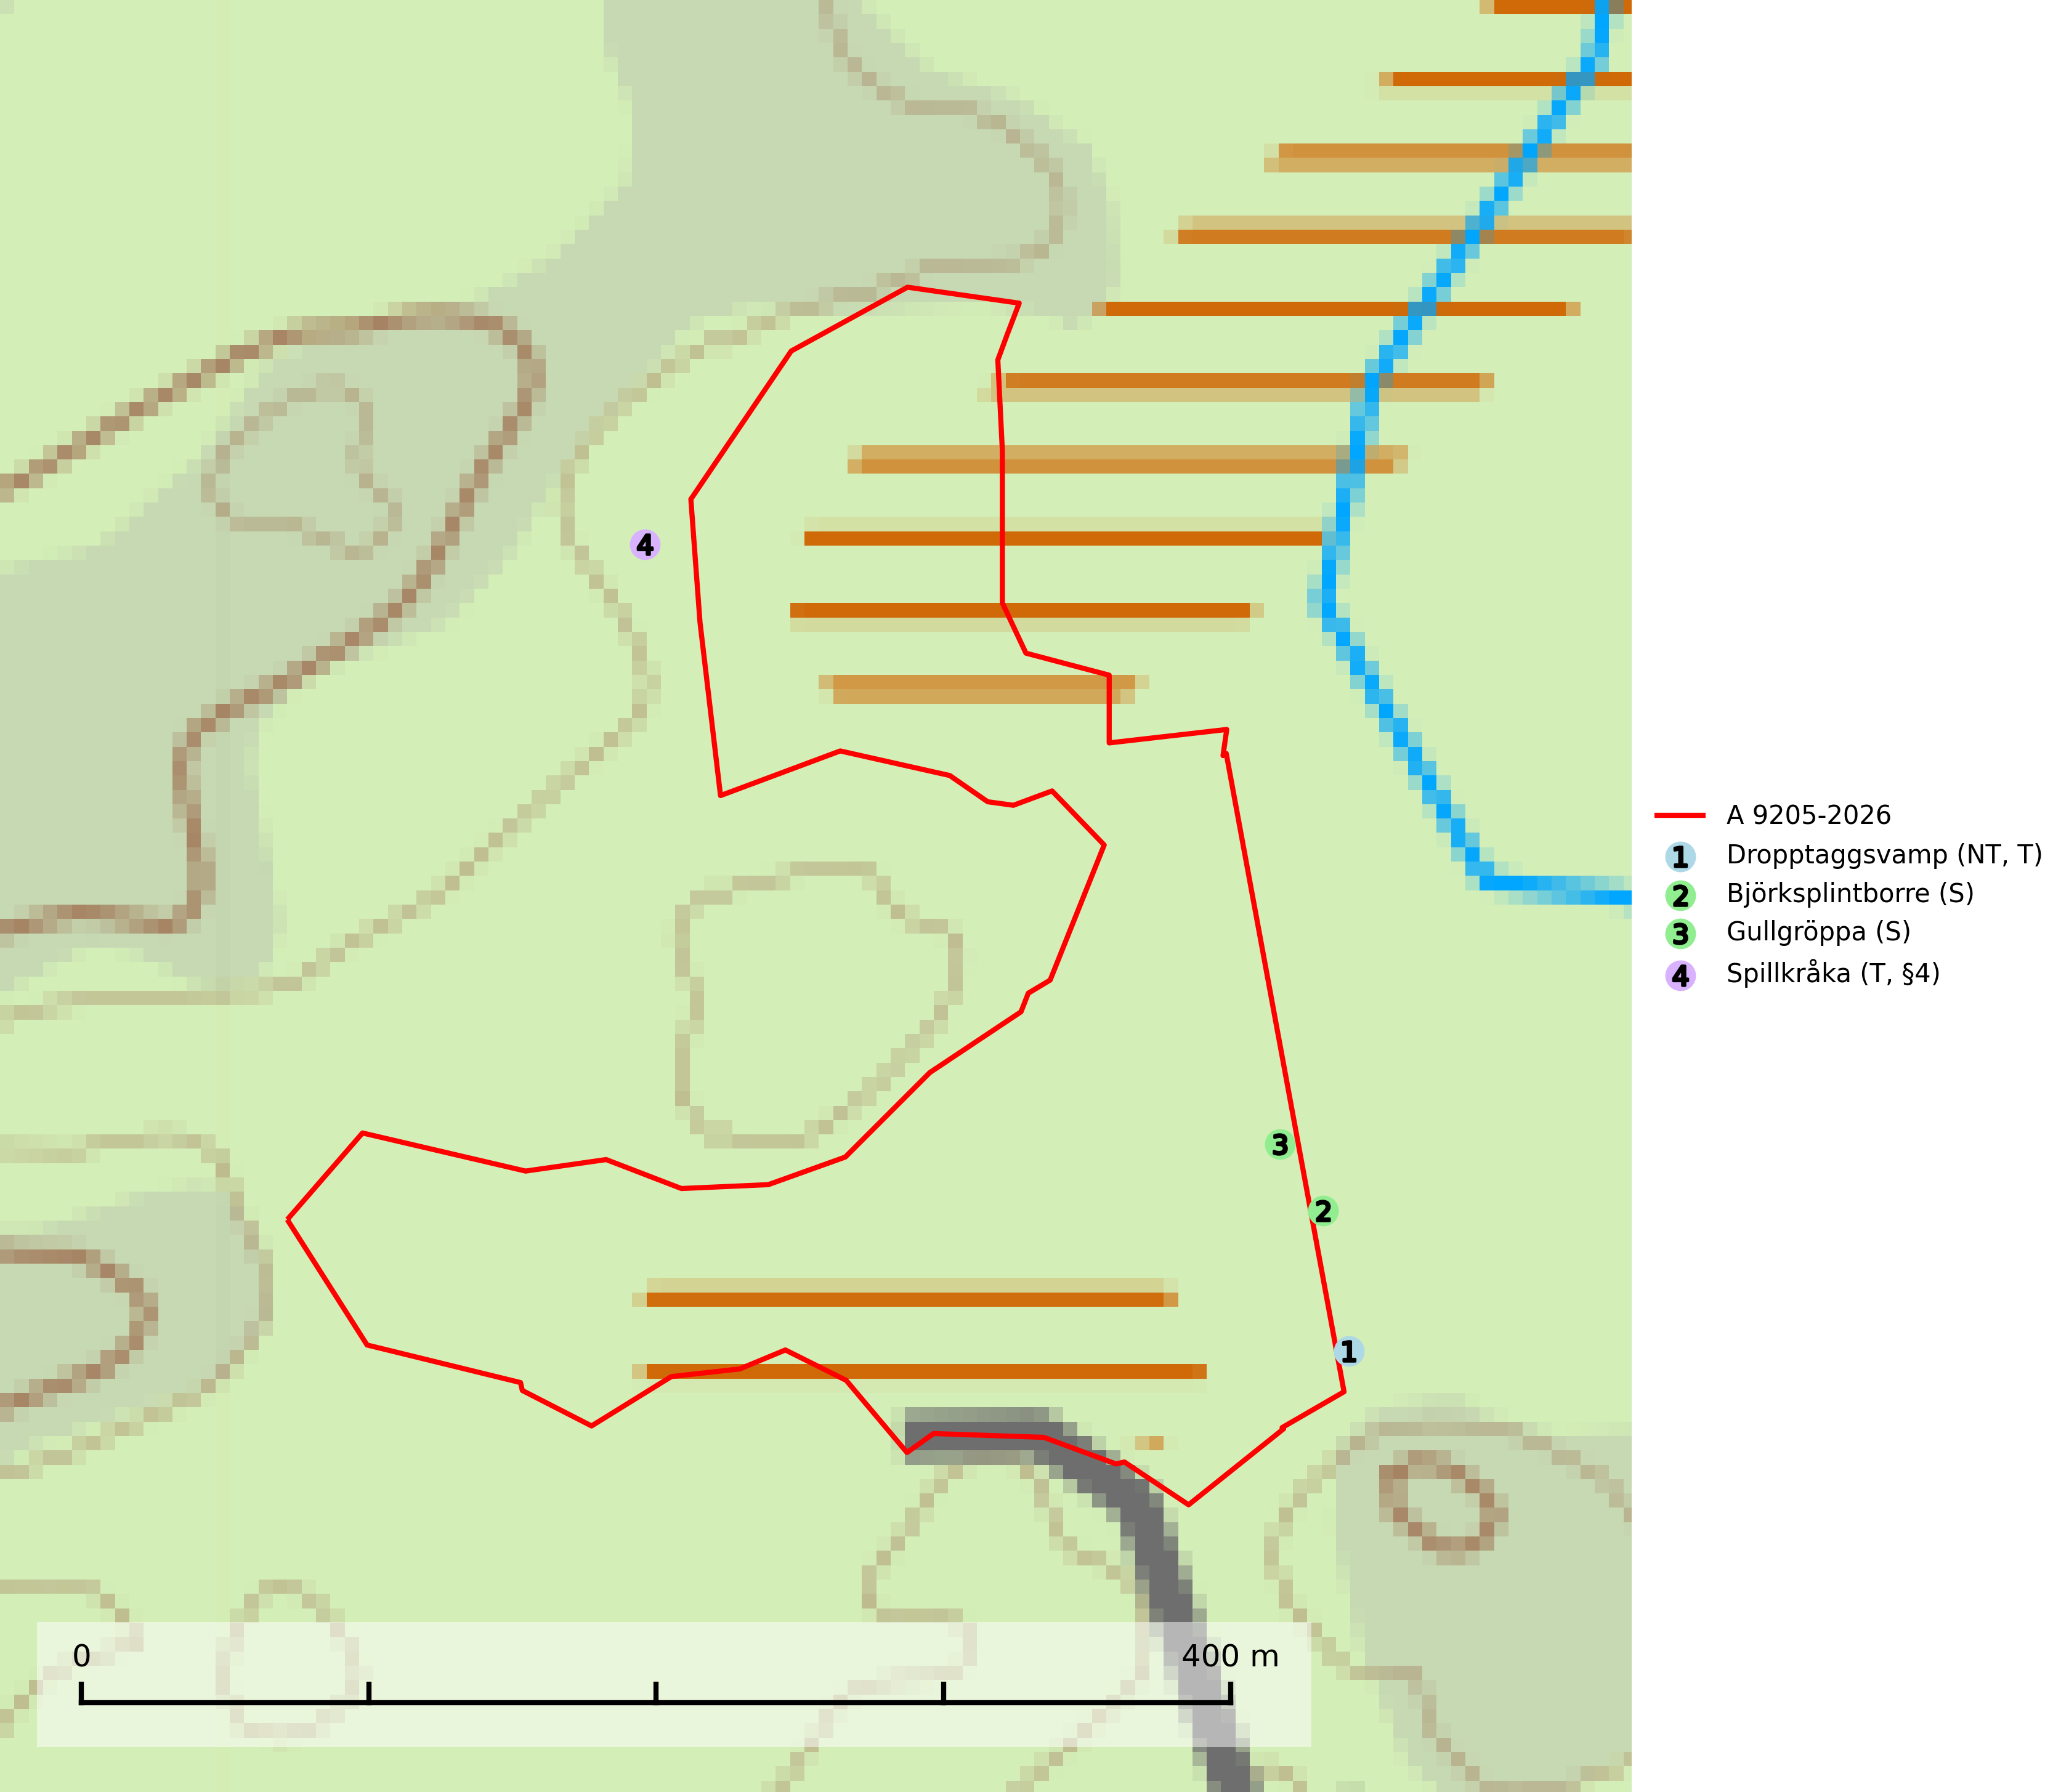 4
3
2
1
0
400 m
A 9205-2026
1 Dropptaggsvamp (NT, T)
2 Björksplintborre (S)
3 Gullgröppa (S)
4 Spillkråka (T, §4)